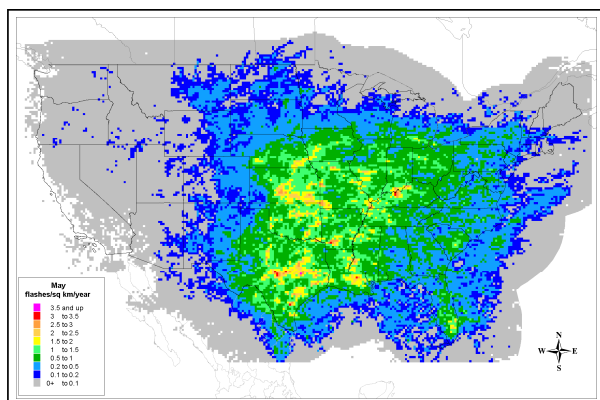 May
flashes/sq km/year
3.5 and up
3 to 3.5
2.5 to 3
2 to 2.5
1.5 to 2
1 to 1.5
0.5 to 1
0.2 to 0.5
0.1 to 0.2
0+ to 0.1
N
W E
S